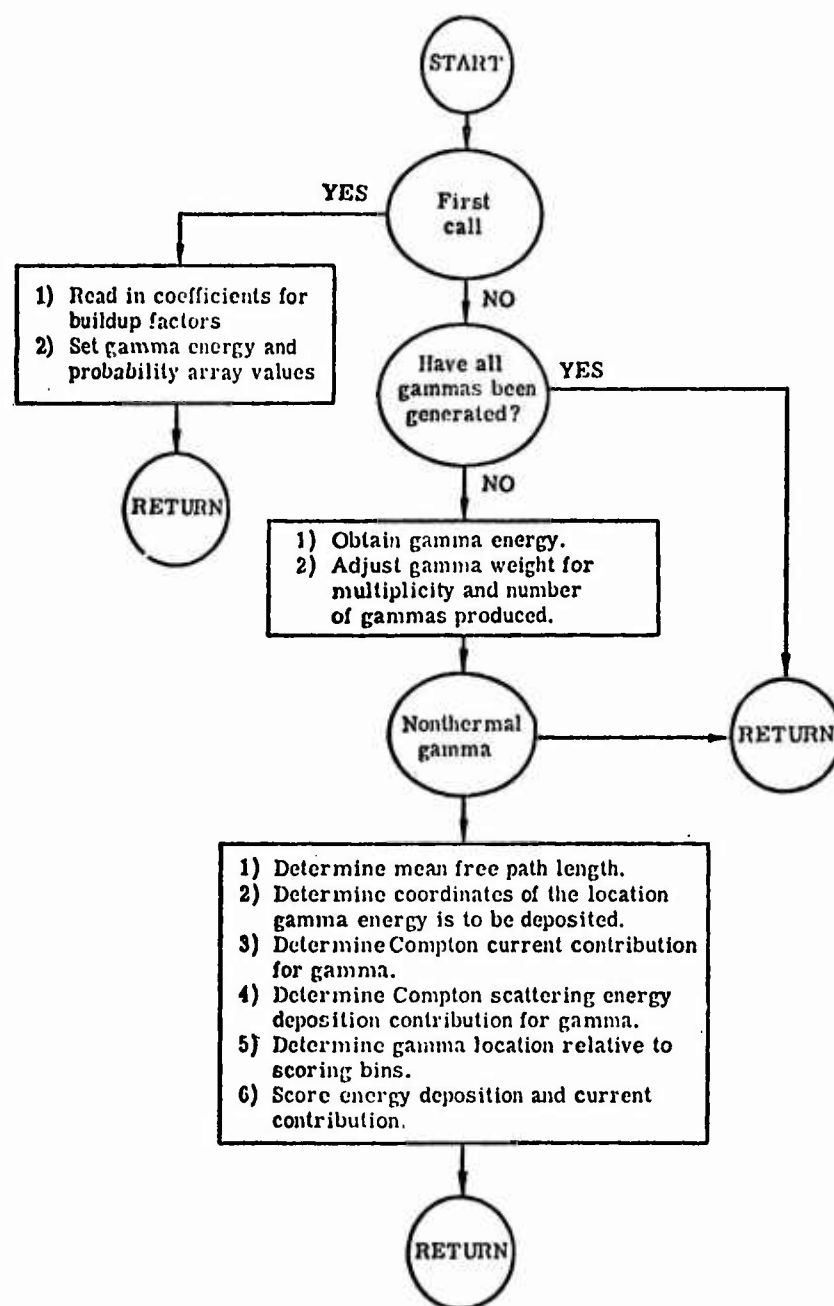 START
First
call
YES
NO
1) Read in coefficients for
buildup factors
2) Set gamma energy and
probability array values
RETURN
Have all
gammas been
generated?
YES
NO
1) Obtain gamma energy.
2) Adjust gamma weight for
multiplicity and number
of gammas produced.
Nonthermal
gamma
RETURN
1) Determine mean free path length.
2) Determine coordinates of the location
gamma energy is to be deposited.
3) Determine Compton current contribution
for gamma.
4) Determine Compton scattering energy
deposition contribution for gamma.
5) Determine gamma location relative to
scoring bins.
6) Score energy deposition and current
contribution.
RETURN